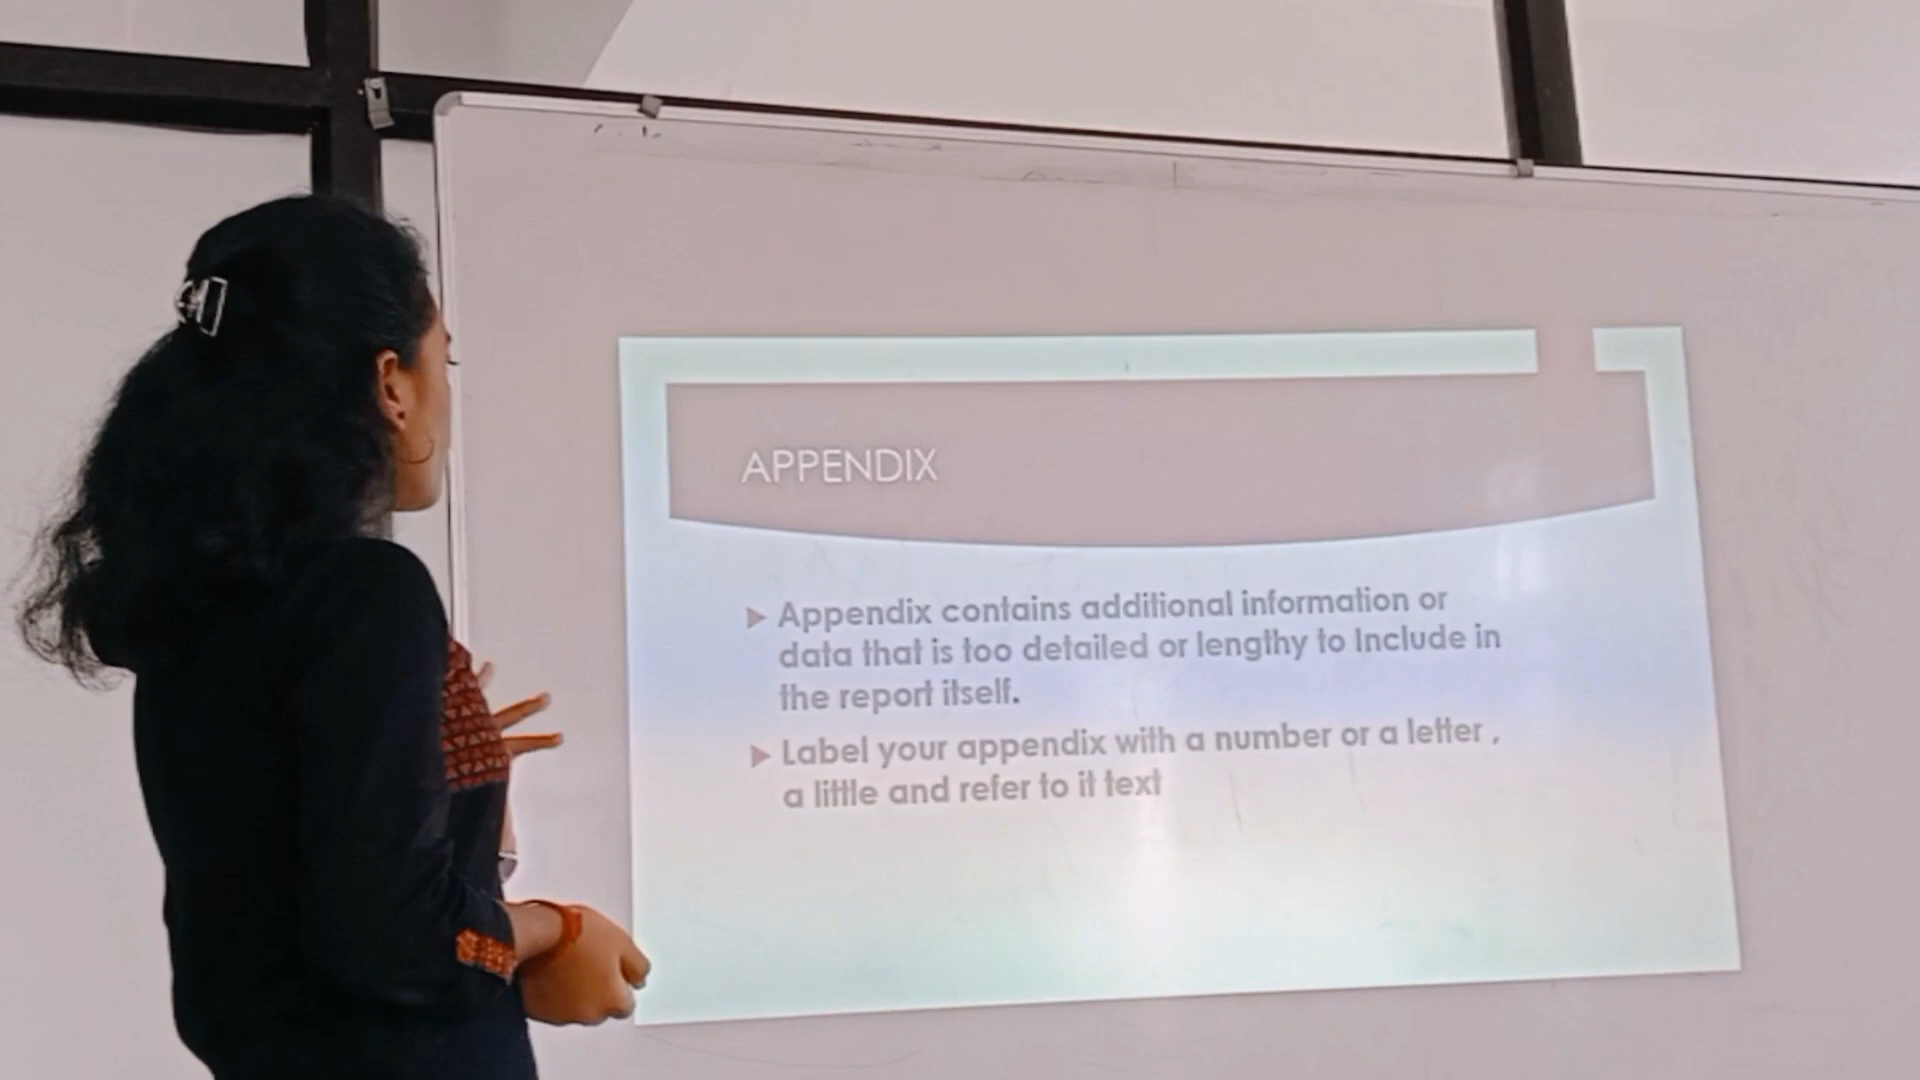 APPENDIX
Appendix contains additional information or
data that is too detailed or lengthy to Include in
the report itself.
Label your appendix with a number or a letter ,
a little and refer to it text